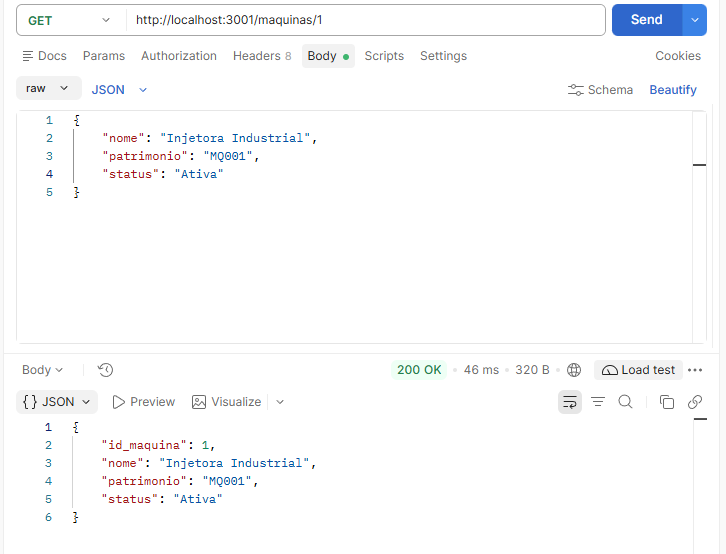 GET http://localhost:3001/maquinas/1 Send
Docs Params Authorization Headers 8 Body Scripts Settings Cookies
raw JSON Schema Beautify
1 {
2 "nome": "Injetora Industrial",
3 "patrimonio": "MQ001",
4 "status": "Ativa"
5 }
Body 200 OK • 46 ms • 320 B • Load test
{} JSON Preview Visualize
1 {
2 "id_maquina": 1,
3 "nome": "Injetora Industrial",
4 "patrimonio": "MQ001",
5 "status": "Ativa"
6 }